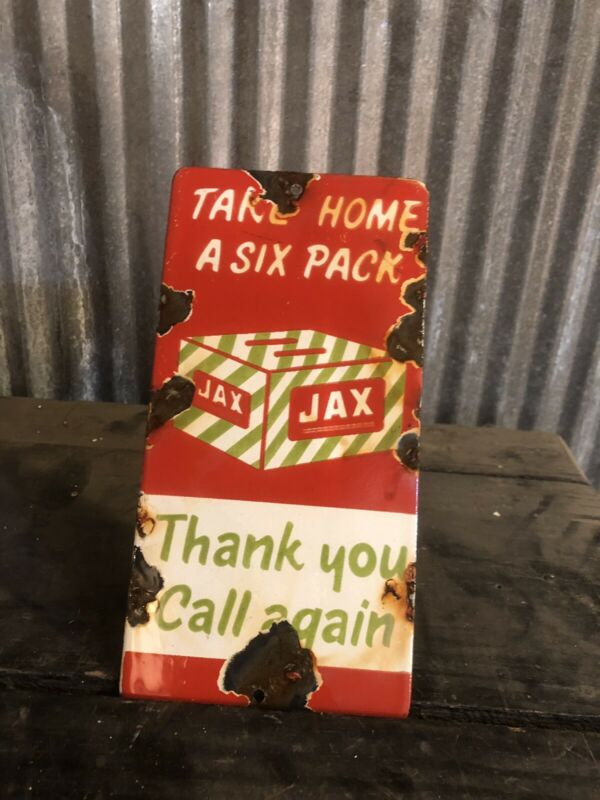 TAKE HOME
A SIX PACK
JAX JAX
Thank you
Call again